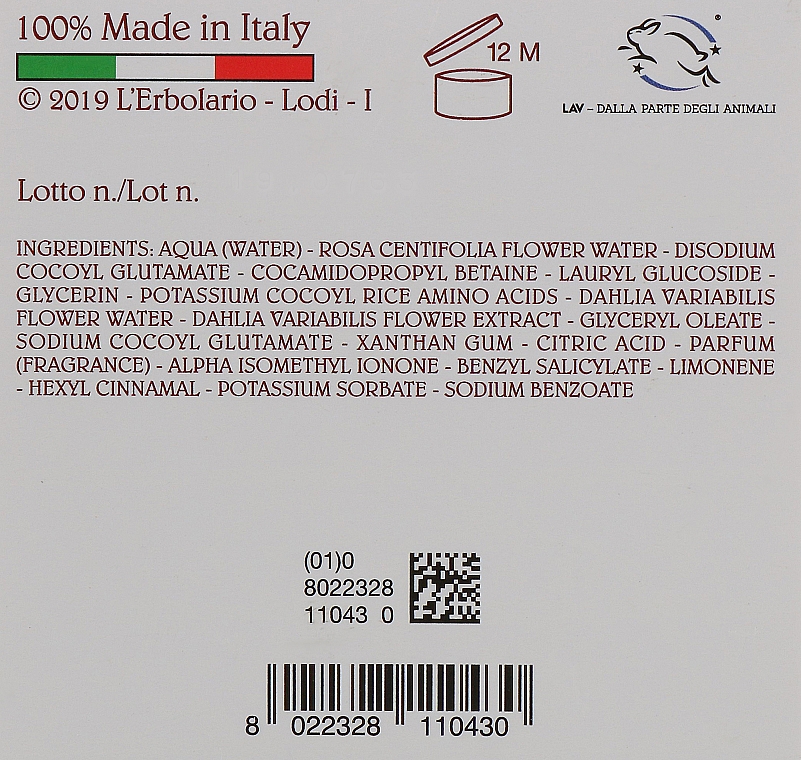 100% Made in Italy
12 M
®
© 2019 L'Erbolario - Lodi - I
LAV – DALLA PARTE DEGLI ANIMALI
Lotto n./Lot n.
INGREDIENTS: AQUA (WATER) - ROSA CENTIFOLIA FLOWER WATER - DISODIUM
COCOYL GLUTAMATE - COCAMIDOPROPYL BETAINE - LAURYL GLUCOSIDE -
GLYCERIN - POTASSIUM COCOYL RICE AMINO ACIDS - DAHLIA VARIABILIS
FLOWER WATER - DAHLIA VARIABILIS FLOWER EXTRACT - GLYCERYL OLEATE -
SODIUM COCOYL GLUTAMATE - XANTHAN GUM - CITRIC ACID - PARFUM
(FRAGRANCE) - ALPHA ISOMETHYL IONONE - BENZYL SALICYLATE - LIMONENE
- HEXYL CINNAMAL - POTASSIUM SORBATE - SODIUM BENZOATE
(01)0
8022328
11043 0
8 022328 110430